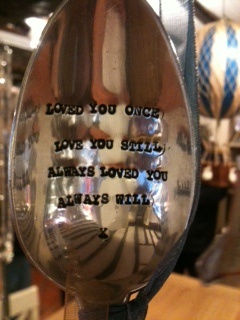 LOVED YOU ONCE,
LOVE YOU STILL,
ALWAYS LOVED YOU
ALWAYS WILL,
X